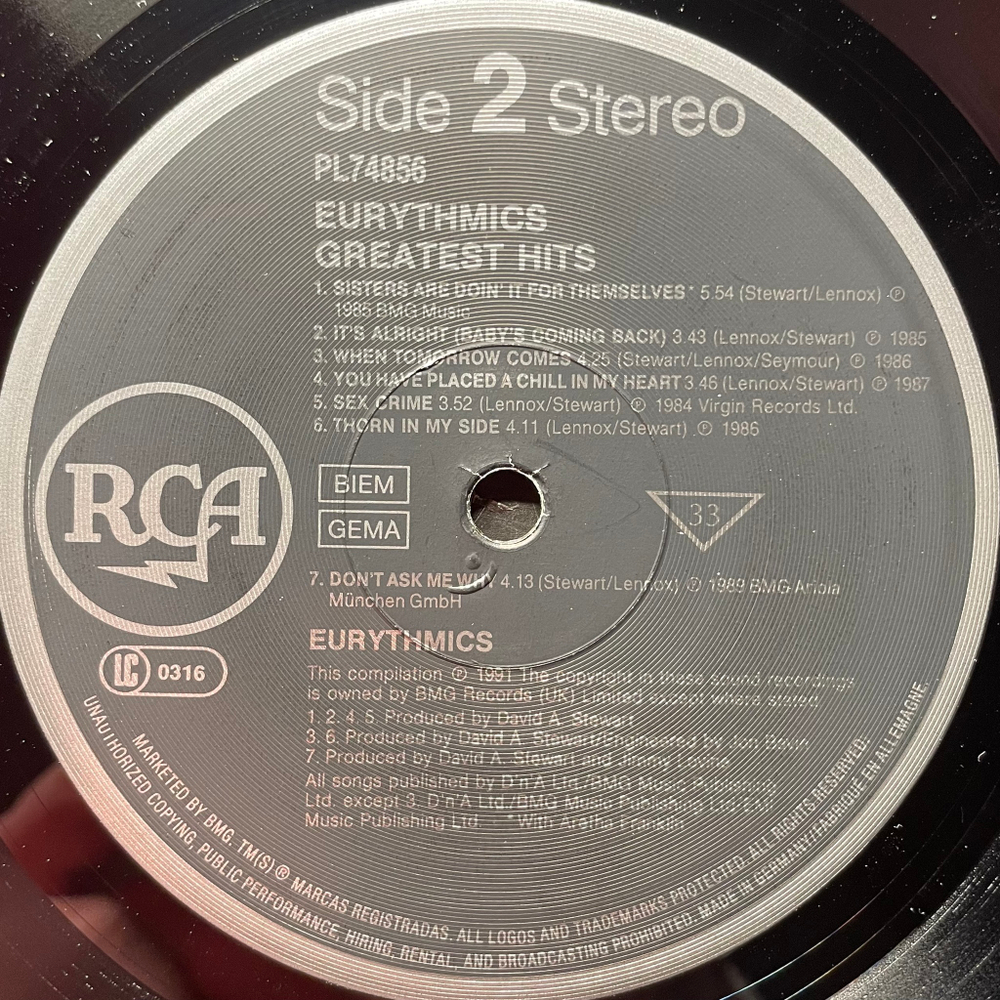 Side 2 Stereo
PL74856
EURYTHMICS
GREATEST HITS
1. SISTERS ARE DOIN' IT FOR THEMSELVES* 5.54 (Stewart/Lennox) ℗
1985 BMG Music
2. IT'S ALRIGHT (BABY'S COMING BACK) 3.43 (Lennox/Stewart) ℗ 1985
3. WHEN TOMORROW COMES 4.25 (Stewart/Lennox/Seymour) ℗ 1986
4. YOU HAVE PLACED A CHILL IN MY HEART 3.46 (Lennox/Stewart) ℗ 1987
5. SEX CRIME 3.52 (Lennox/Stewart) ℗ 1984 Virgin Records Ltd.
6. THORN IN MY SIDE 4.11 (Lennox/Stewart) ℗ 1986
RCA
BIEM
GEMA
33
7. DON'T ASK ME WHY 4.13 (Stewart/Lennox) ℗ 1989 BMG Ariola
München GmbH
EURYTHMICS
LC 0316
This compilation ℗ 1991 The copyright in these sound recordings
is owned by BMG Records (UK) Limited except where stated
1. 2. 4. 5. Produced by David A. Stewart
3. 6. Produced by David A. Stewart/Engineered by Jon Bavin
7. Produced by David A. Stewart and Jimmy Iovine
All songs published by D'n'A Ltd./BMG Music Publishing
Ltd. except 3. D'n'A Ltd./BMG Music Publishing Ltd./EMI
Music Publishing Ltd. *With Aretha Franklin
MARKETED BY BMG. TM(S) ® MARCAS REGISTRADAS. ALL LOGOS AND TRADEMARKS PROTECTED. ALL RIGHTS RESERVED.
UNAUTHORIZED COPYING, PUBLIC PERFORMANCE, HIRING, RENTAL, AND BROADCASTING PROHIBITED. MADE IN GERMANY/FABRIQUÉ EN ALLEMAGNE